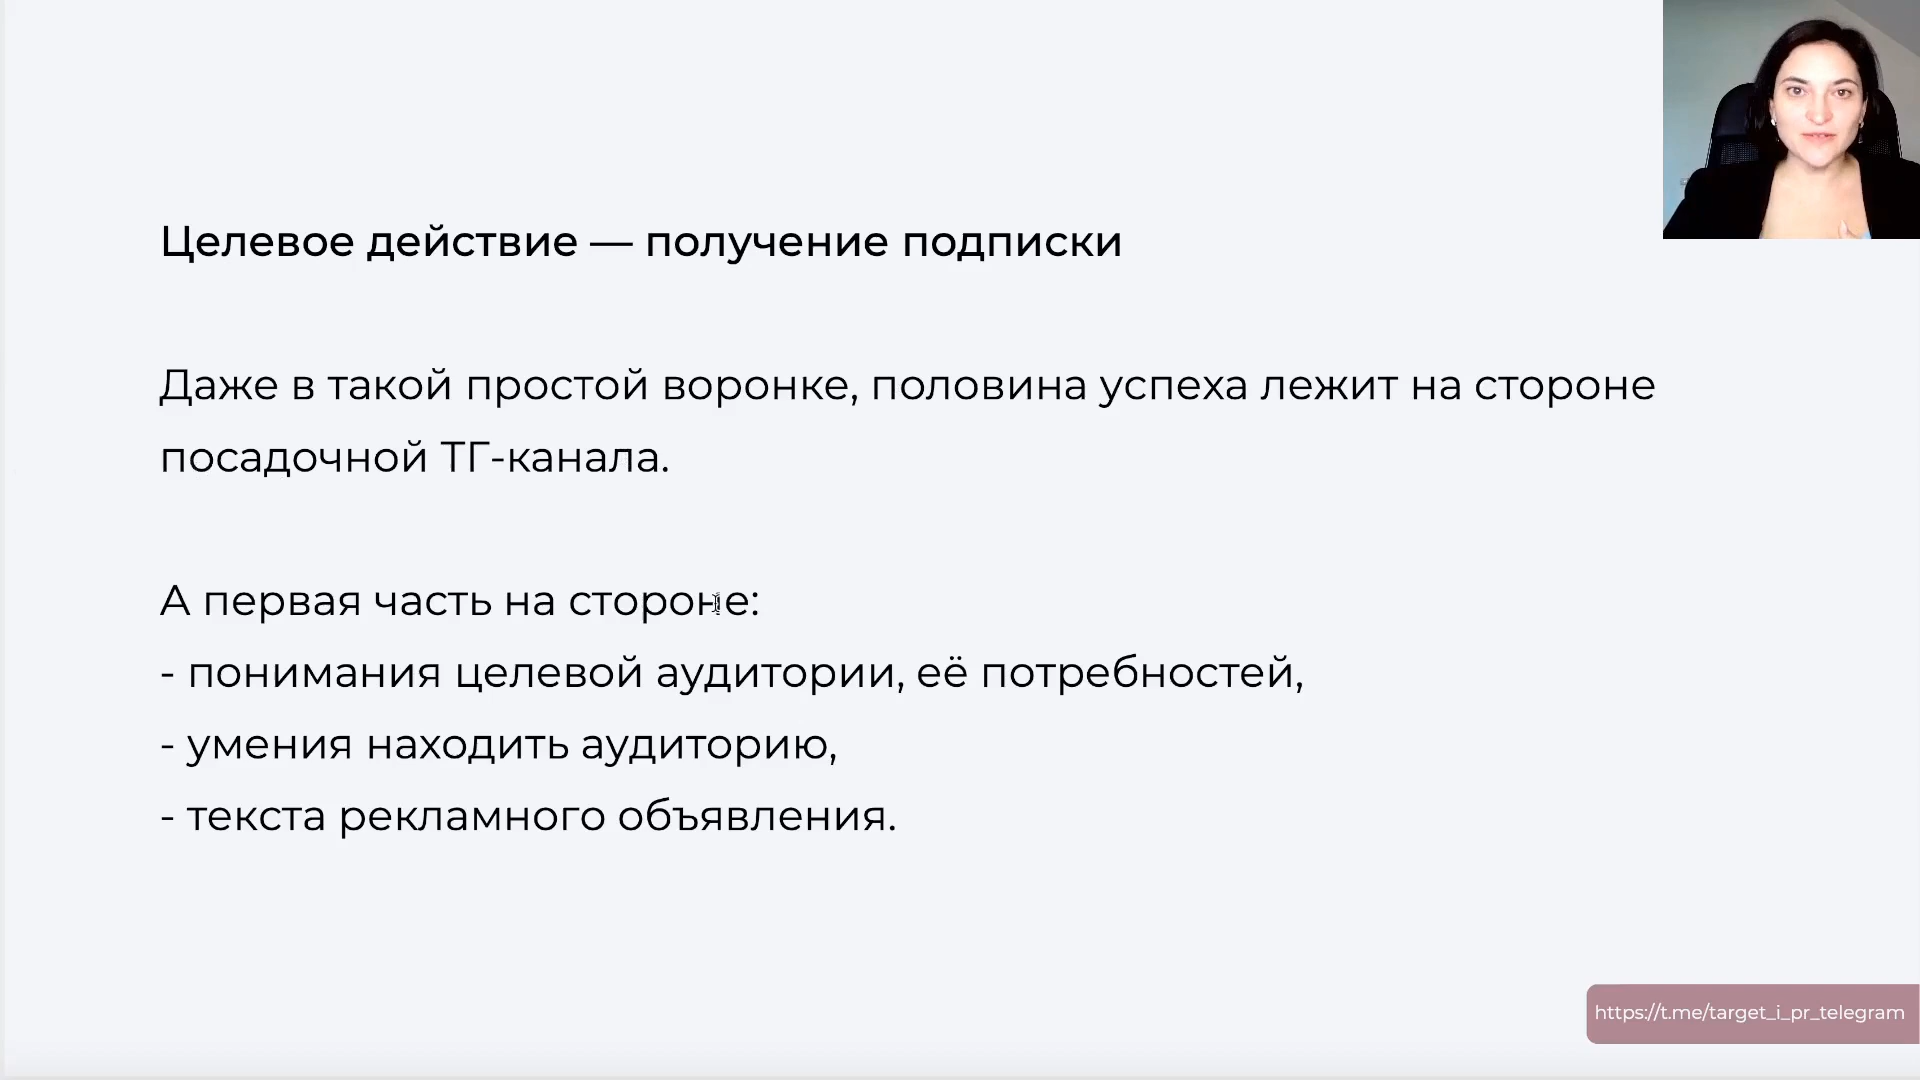 Целевое действие — получение подписки
Даже в такой простой воронке, половина успеха лежит на стороне
посадочной ТГ-канала.
А первая часть на стороне:
- понимания целевой аудитории, её потребностей,
- умения находить аудиторию,
- текста рекламного объявления.
https://t.me/target_i_pr_telegram